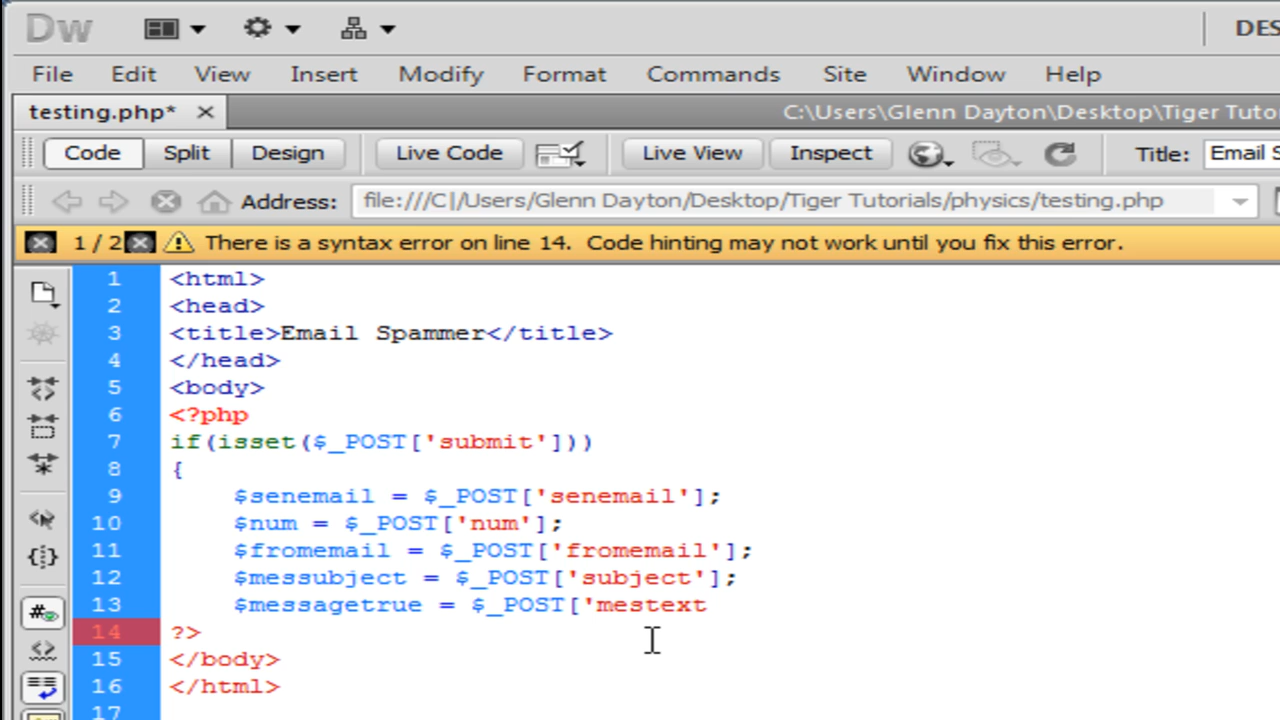 Dw DES
File Edit View Insert Modify Format Commands Site Window Help
testing.php* C:\Users\Glenn Dayton\Desktop\Tiger Tuto
Code Split Design Live Code Live View Inspect Title: Email S
Address: file:///C|/Users/Glenn Dayton/Desktop/Tiger Tutorials/physics/testing.php
1 / 2 There is a syntax error on line 14. Code hinting may not work until you fix this error.
1 <html>
2 <head>
3 <title>Email Spammer</title>
4 </head>
5 <body>
6 <?php
7 if(isset($_POST['submit']))
8 {
9 $senemail = $_POST['senemail'];
10 $num = $_POST['num'];
11 $fromemail = $_POST['fromemail'];
12 $messubject = $_POST['subject'];
13 $messagetrue = $_POST['mestext
14 ?>
15 </body>
16 </html>
17